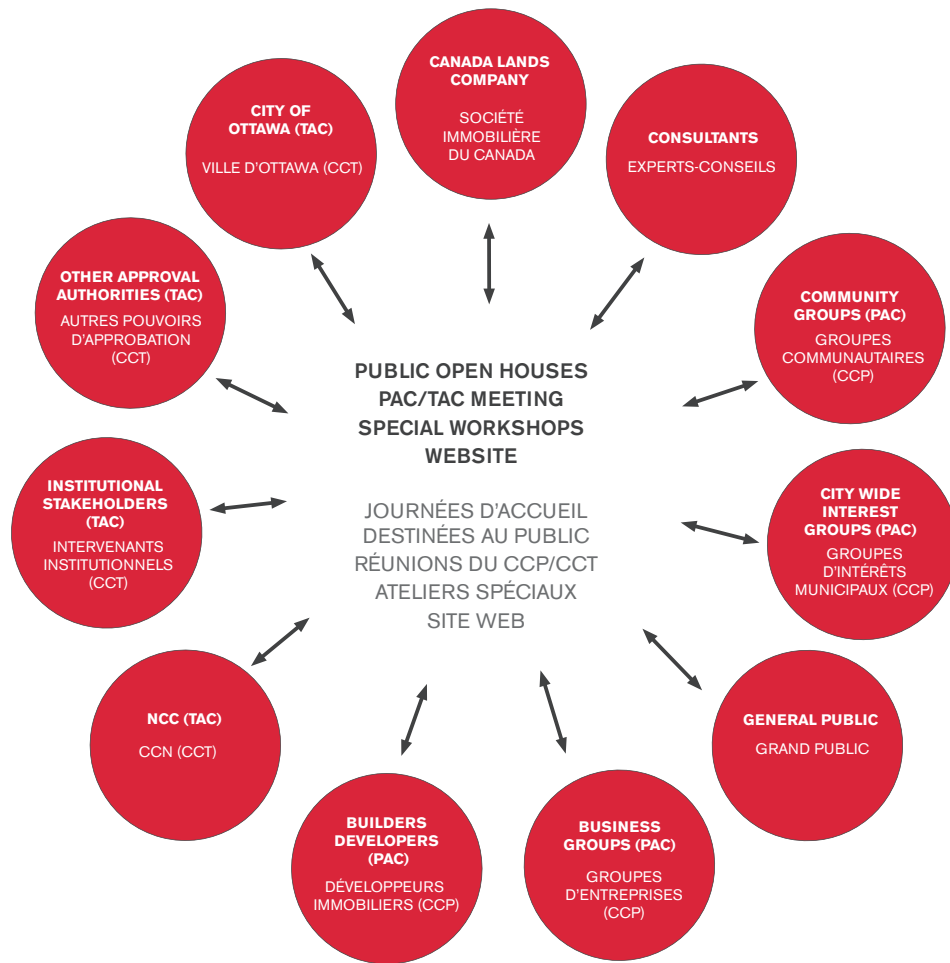 CANADA LANDS
COMPANY
SOCIÉTÉ
IMMOBILIÈRE
DU CANADA
CONSULTANTS
EXPERTS-CONSEILS
COMMUNITY
GROUPS (PAC)
GROUPES
COMMUNAUTAIRES
(CCP)
CITY WIDE
INTEREST
GROUPS (PAC)
GROUPES
D'INTÉRÊTS
MUNICIPAUX (CCP)
GENERAL PUBLIC
GRAND PUBLIC
BUSINESS
GROUPS (PAC)
GROUPES
D'ENTREPRISES
(CCP)
BUILDERS
DEVELOPERS
(PAC)
DÉVELOPPEURS
IMMOBILIERS (CCP)
NCC (TAC)
CCN (CCT)
INSTITUTIONAL
STAKEHOLDERS
(TAC)
INTERVENANTS
INSTITUTIONNELS
(CCT)
OTHER APPROVAL
AUTHORITIES (TAC)
AUTRES POUVOIRS
D'APPROBATION
(CCT)
CITY OF
OTTAWA (TAC)
VILLE D'OTTAWA (CCT)
PUBLIC OPEN HOUSES
PAC/TAC MEETING
SPECIAL WORKSHOPS
WEBSITE
JOURNÉES D'ACCUEIL
DESTINÉES AU PUBLIC
RÉUNIONS DU CCP/CCT
ATELIERS SPÉCIAUX
SITE WEB